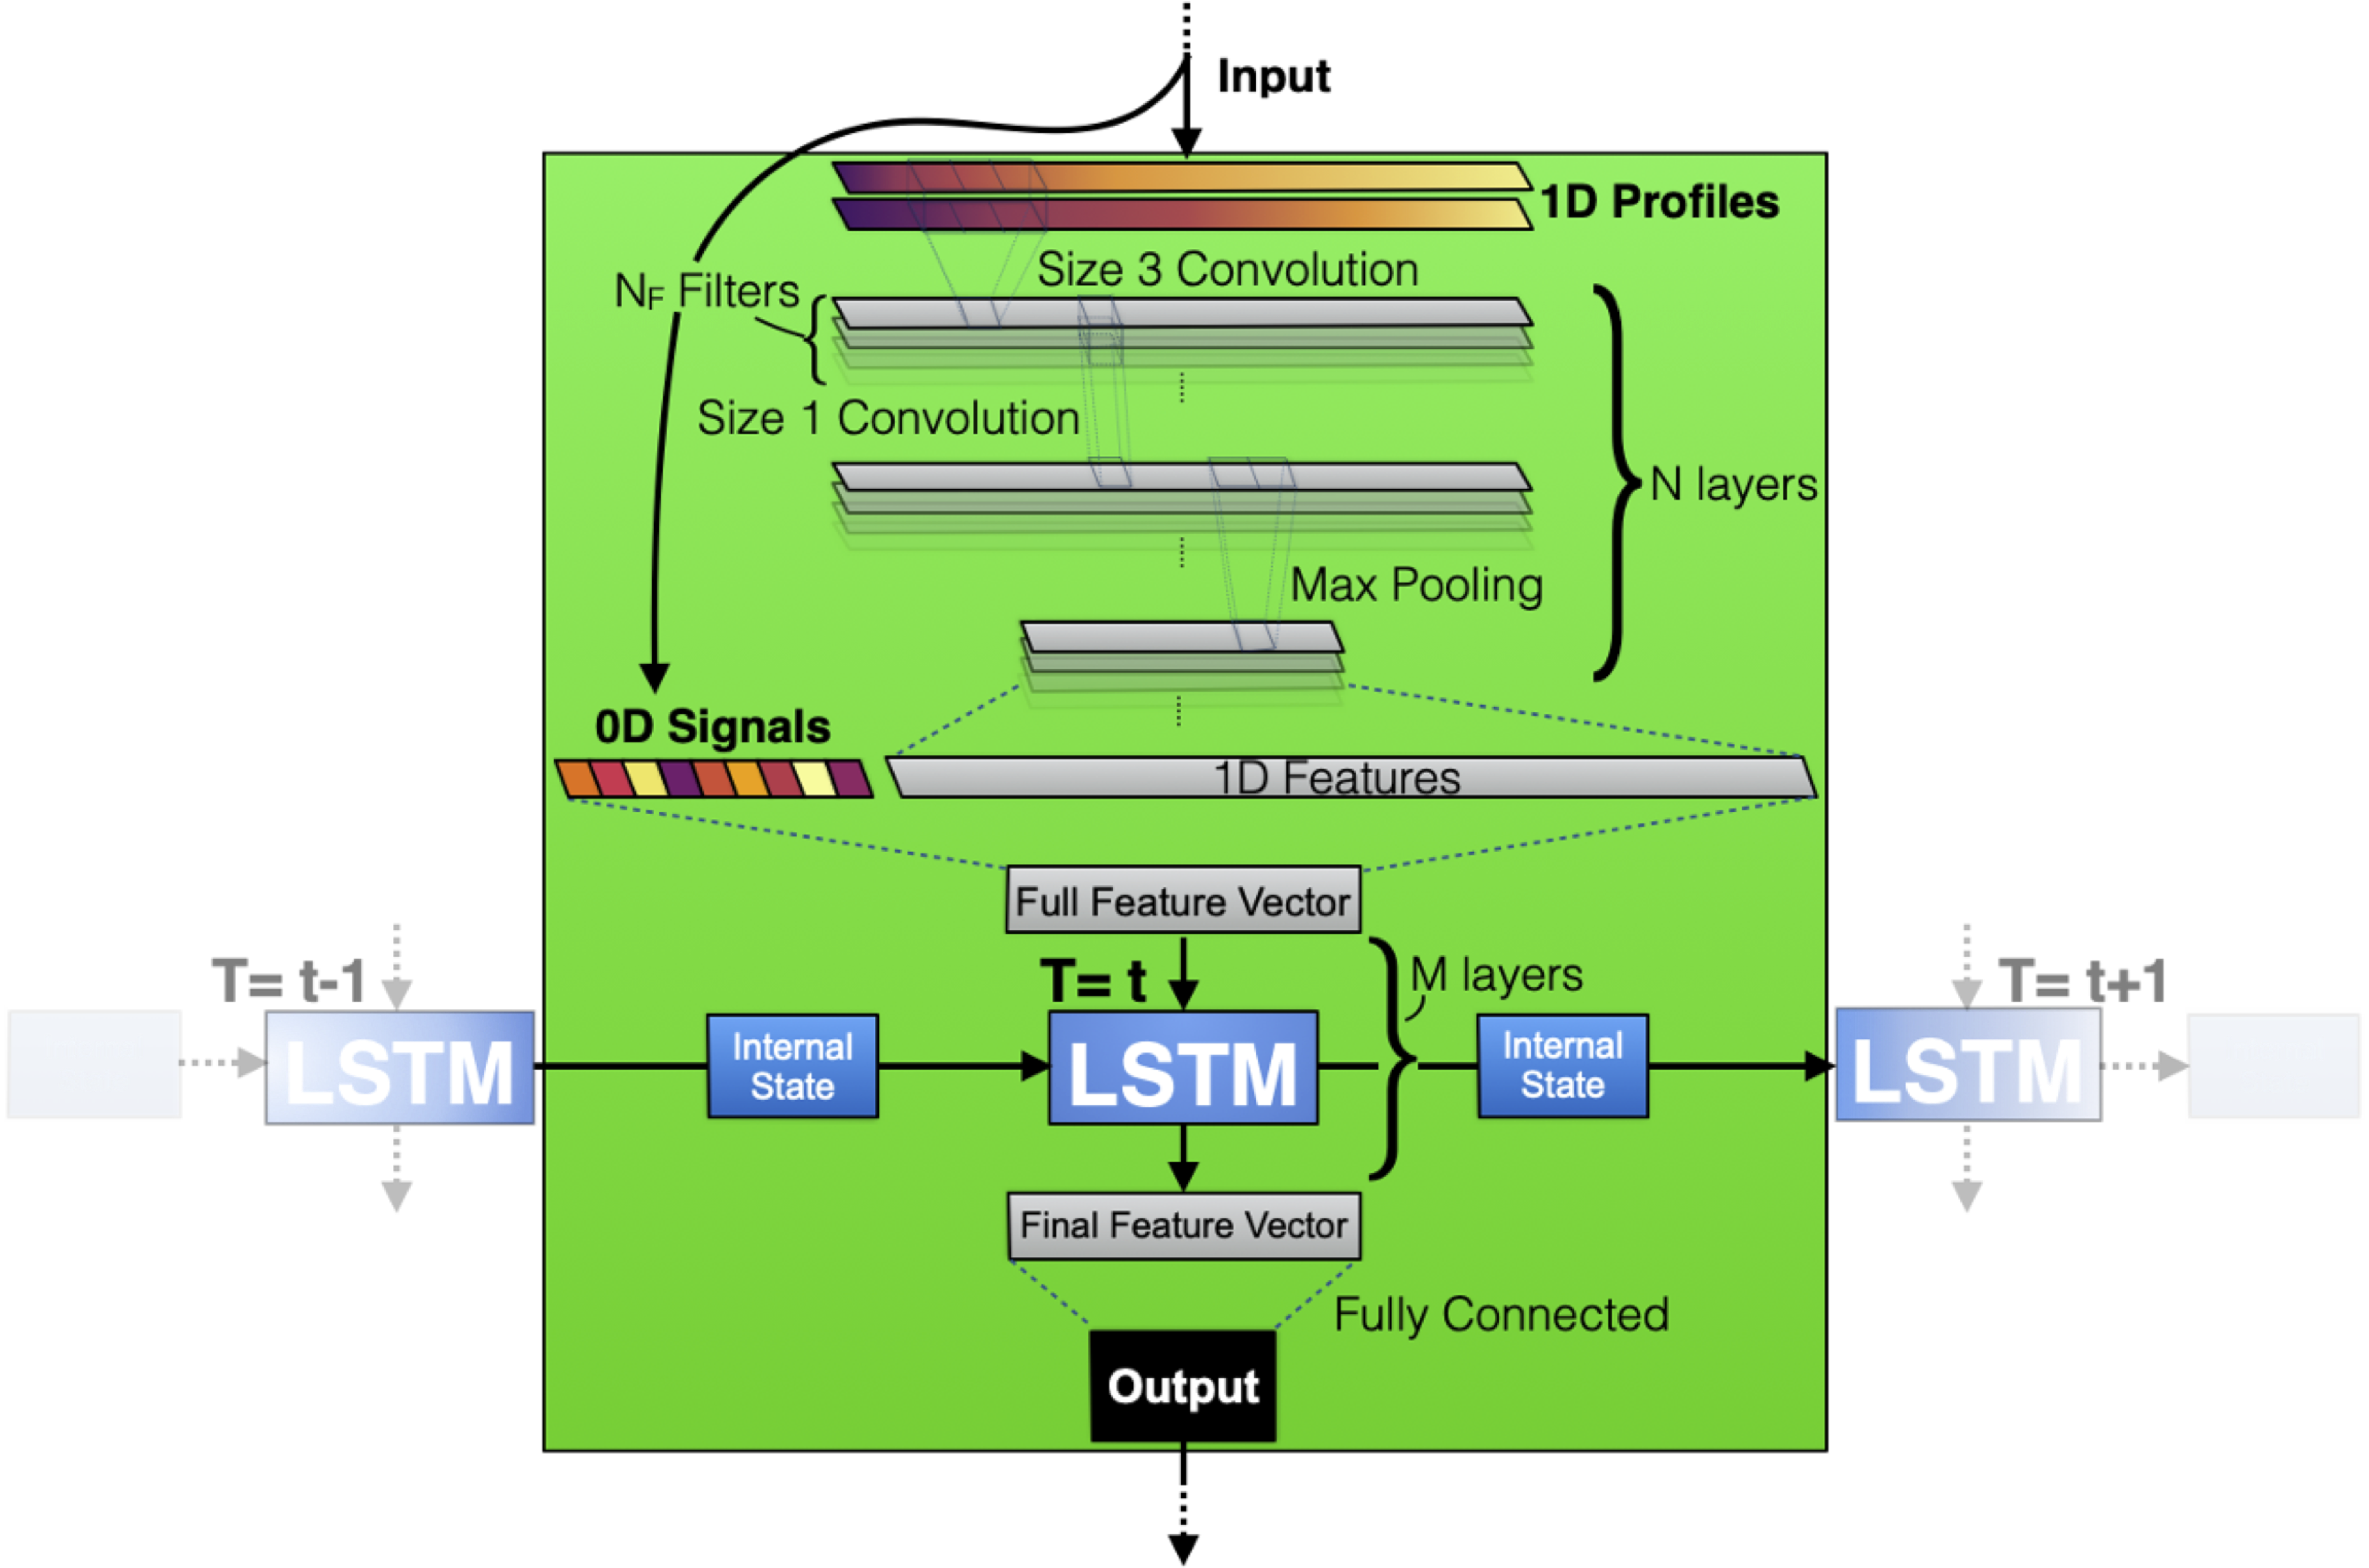 Input
1D Profiles
Size 3 Convolution
NF Filters
Size 1 Convolution
N layers
Max Pooling
0D Signals
1D Features
Full Feature Vector
T= t-1
T= t
M layers
T= t+1
LSTM
Internal
State
LSTM
Internal
State
LSTM
Final Feature Vector
Fully Connected
Output